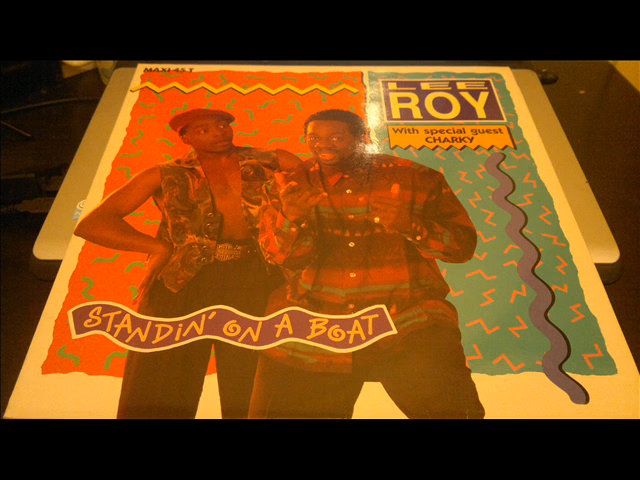 MAXI 45 T
LEE
ROY
With special guest
CHARKY
STANDIN' ON A BOAT